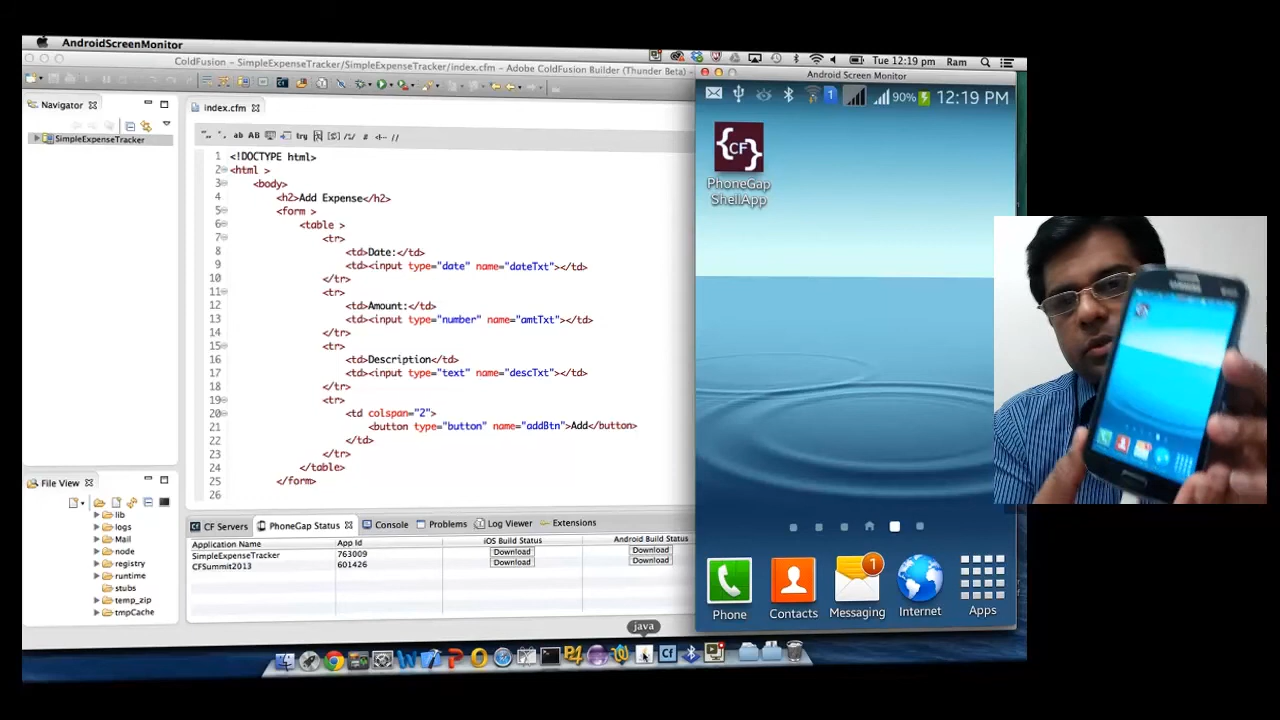 AndroidScreenMonitor
Tue 12:19 pm Ram
ColdFusion - SimpleExpenseTracker/SimpleExpenseTracker/index.cfm - Adobe ColdFusion Builder (Thunder Beta)
Android Screen Monitor
1 90% 12:19 PM
Navigator
SimpleExpenseTracker
index.cfm
ab AB try # //
1 <!DOCTYPE html>
2 <html >
3 <body>
4 <h2>Add Expense</h2>
5 <form >
6 <table >
7 <tr>
8 <td>Date:</td>
9 <td><input type="date" name="dateTxt"></td>
10 </tr>
11 <tr>
12 <td>Amount:</td>
13 <td><input type="number" name="amtTxt"></td>
14 </tr>
15 <tr>
16 <td>Description</td>
17 <td><input type="text" name="descTxt"></td>
18 </tr>
19 <tr>
20 <td colspan="2">
21 <button type="button" name="addBtn">Add</button>
22 </td>
23 </tr>
24 </table>
25 </form>
26
{CF}
PhoneGap
ShellApp
File View
lib
logs
Mail
node
registry
runtime
stubs
temp_zip
tmpCache
CF Servers PhoneGap Status Console Problems Log Viewer Extensions
Application Name App Id iOS Build Status Android Build Status
SimpleExpenseTracker 763009 Download Download
CFSummit2013 601426 Download Download
1
Phone Contacts Messaging Internet Apps
java
Cf
SAMSUNG